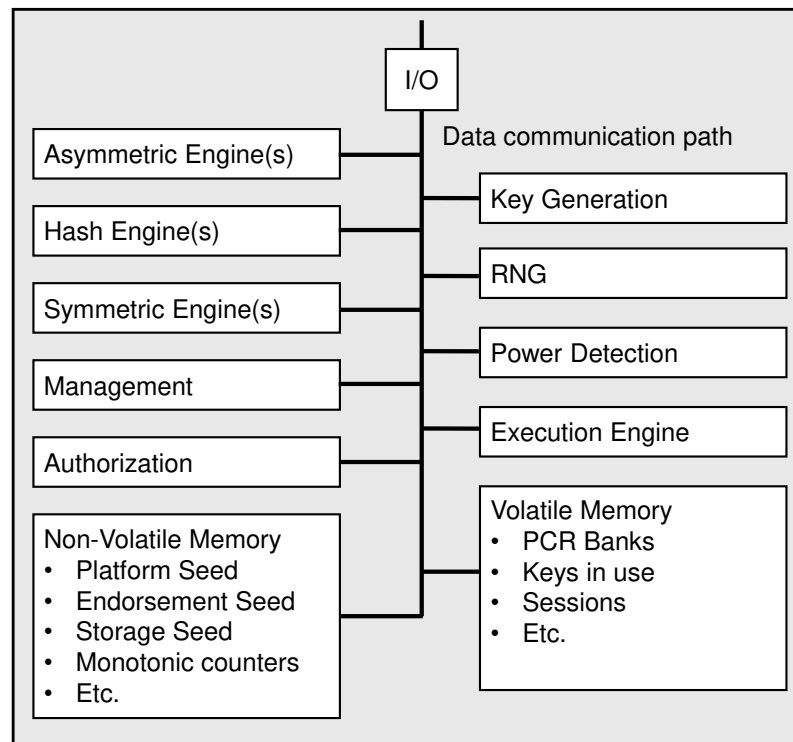 I/O
Data communication path
Asymmetric Engine(s)
Hash Engine(s)
Symmetric Engine(s)
Management
Authorization
Non-Volatile Memory
• Platform Seed
• Endorsement Seed
• Storage Seed
• Monotonic counters
• Etc.
Key Generation
RNG
Power Detection
Execution Engine
Volatile Memory
• PCR Banks
• Keys in use
• Sessions
• Etc.